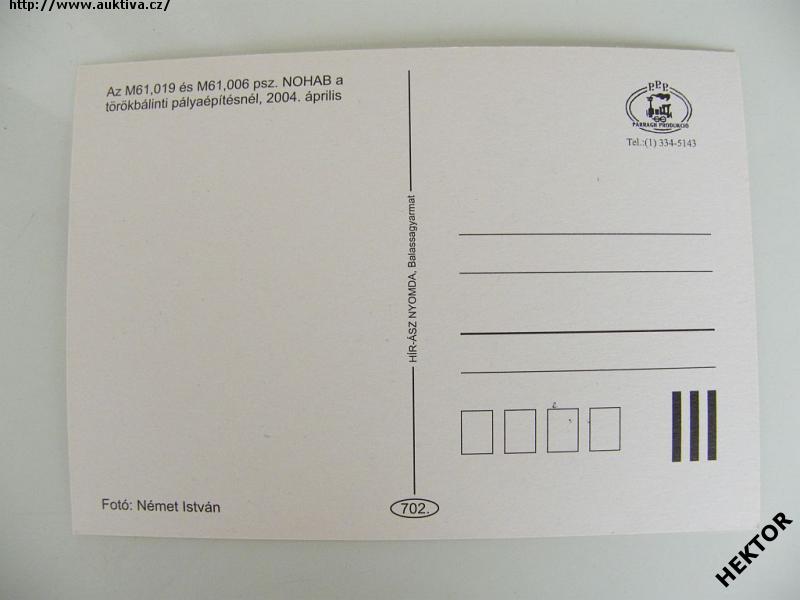 http://www.auktiva.cz/
Az M61,019 és M61,006 psz. NOHAB a
törökbálinti pályaépítésnél, 2004. április
P.P.P.
PARRAGH PRODUKCIÓ
Tel.:(1) 334-5143
HÍR-ÁSZ NYOMDA, Balassagyarmat
Fotó: Német István
702.
HEKTOR